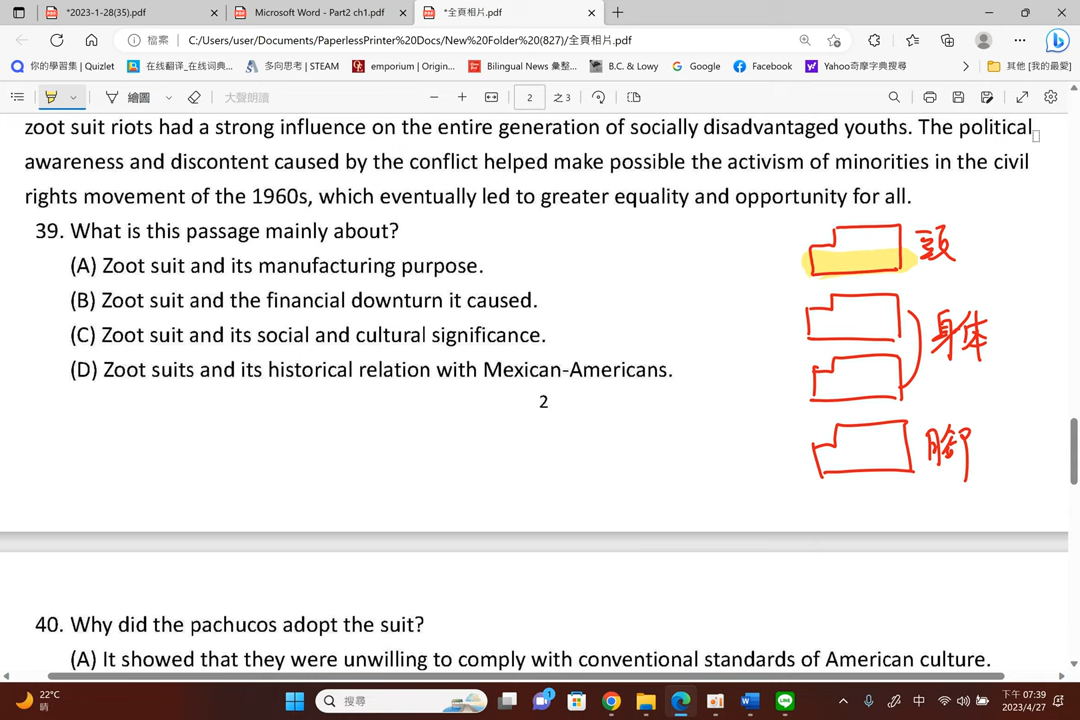 *2023-1-28(35).pdf
Microsoft Word - Part2 ch1.pdf
*全頁相片.pdf
檔案
C:/Users/user/Documents/PaperlessPrinter%20Docs/New%20Folder%20(827)/全頁相片.pdf
你的學習集 | Quizlet
在线翻译_在线词典...
多向思考 | STEAM
emporium | Origin...
Bilingual News 彙整...
B.C. & Lowy
Google
Facebook
Yahoo奇摩字典搜尋
其他 [我的最愛]
繪圖
大聲朗讀
2
之 3
zoot suit riots had a strong influence on the entire generation of socially disadvantaged youths. The political
awareness and discontent caused by the conflict helped make possible the activism of minorities in the civil
rights movement of the 1960s, which eventually led to greater equality and opportunity for all.
39. What is this passage mainly about?
(A) Zoot suit and its manufacturing purpose.
(B) Zoot suit and the financial downturn it caused.
(C) Zoot suit and its social and cultural significance.
(D) Zoot suits and its historical relation with Mexican-Americans.
2
頭
身体
腳
40. Why did the pachucos adopt the suit?
(A) It showed that they were unwilling to comply with conventional standards of American culture.
22°C
晴
搜尋
1
中
下午 07:39
2023/4/27